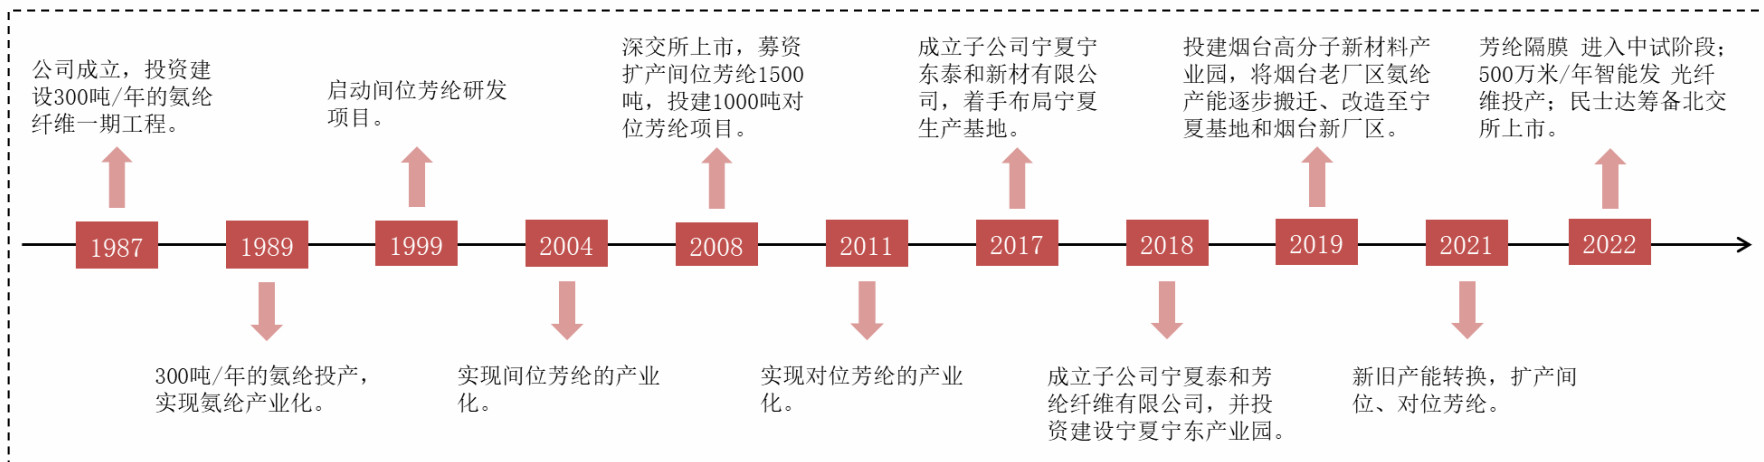 公司成立，投资建
设300吨/年的氨纶
纤维一期工程。
启动间位芳纶研发
项目。
深交所上市，募资
扩产间位芳纶1500
吨，投建1000吨对
位芳纶项目。
成立子公司宁夏宁
东泰和新材有限公
司，着手布局宁夏
生产基地。
投建烟台高分子新材料产
业园，将烟台老厂区氨纶
产能逐步搬迁、改造至宁
夏基地和烟台新厂区。
芳纶隔膜 进入中试阶段；
500万米/年智能发 光纤
维投产；民士达筹备北交
所上市。
1987
1989
1999
2004
2008
2011
2017
2018
2019
2021
2022
300吨/年的氨纶投产，
实现氨纶产业化。
实现间位芳纶的产业
化。
实现对位芳纶的产业
化。
成立子公司宁夏泰和芳
纶纤维有限公司，并投
资建设宁夏宁东产业园。
新旧产能转换，扩产间
位、对位芳纶。